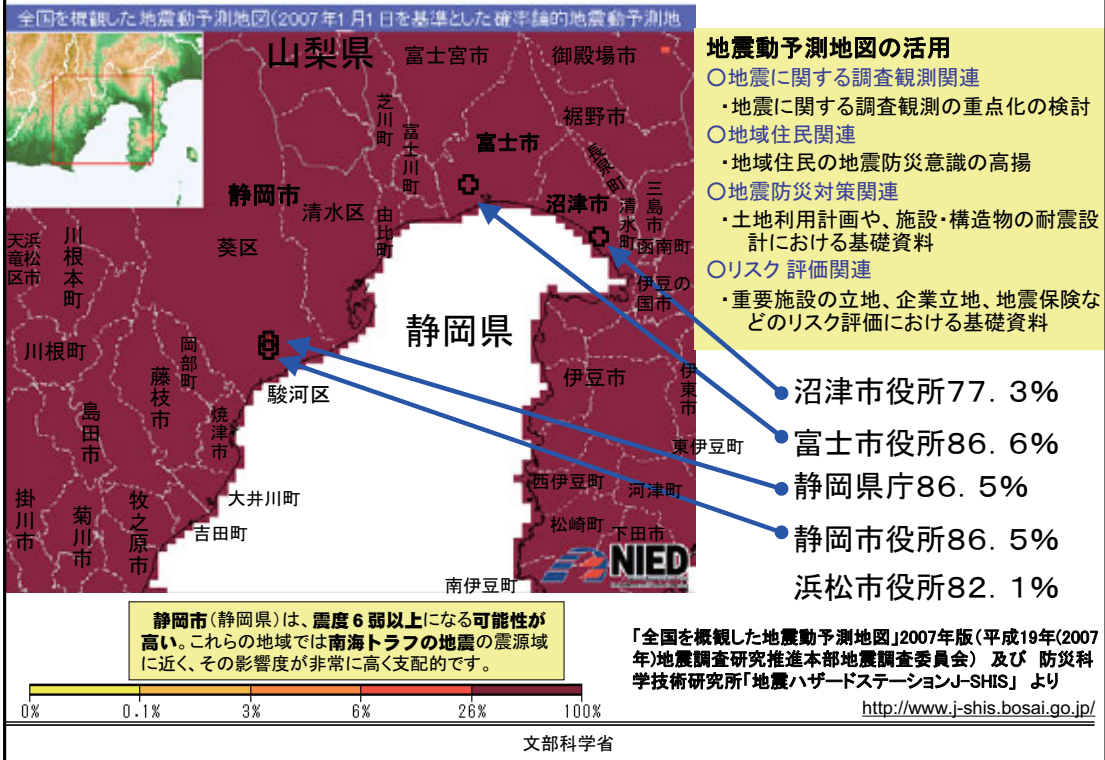 全国を概観した地震動予測地図(2007年1月1日を基準とした確率論的地震動予測地
山梨県
富士宮市
御殿場市
芝川町
富士川町
裾野市
富士市
長泉町
静岡市
清水区
由比町
沼津市
清水町
三島市
函南町
天竜区
浜松市
川根本町
葵区
伊豆の
国市
静岡県
川根町
岡部町
藤枝市
駿河区
伊豆市
伊東市
島田市
焼津市
東伊豆町
掛川市
菊川市
牧之原市
大井川町
吉田町
西伊豆町
河津町
松崎町
下田市
南伊豆町
NIED
地震動予測地図の活用
○地震に関する調査観測関連
・地震に関する調査観測の重点化の検討
○地域住民関連
・地域住民の地震防災意識の高揚
○地震防災対策関連
・土地利用計画や、施設・構造物の耐震設
計における基礎資料
○リスク 評価関連
・重要施設の立地、企業立地、地震保険な
どのリスク評価における基礎資料
沼津市役所77. 3%
富士市役所86. 6%
静岡県庁86. 5%
静岡市役所86. 5%
浜松市役所82. 1%
静岡市(静岡県)は、震度6弱以上になる可能性が
高い。これらの地域では南海トラフの地震の震源域
に近く、その影響度が非常に高く支配的です。
0% 0.1% 3% 6% 26% 100%
「全国を概観した地震動予測地図」2007年版(平成19年(2007
年)地震調査研究推進本部地震調査委員会) 及び 防災科
学技術研究所「地震ハザードステーションJ-SHIS」 より
http://www.j-shis.bosai.go.jp/
文部科学省